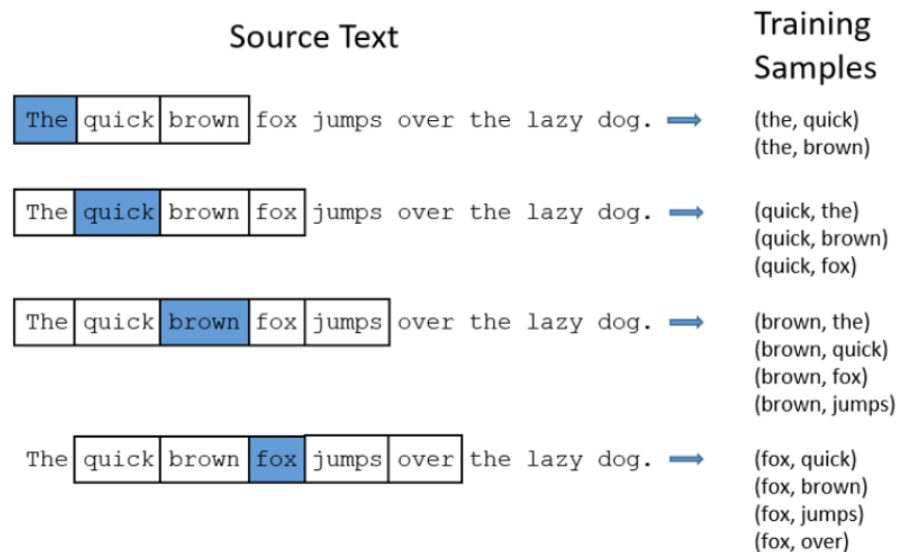 Source Text
Training
Samples
The quick brown fox jumps over the lazy dog.
(the, quick)
(the, brown)
The quick brown fox jumps over the lazy dog.
(quick, the)
(quick, brown)
(quick, fox)
The quick brown fox jumps over the lazy dog.
(brown, the)
(brown, quick)
(brown, fox)
(brown, jumps)
The quick brown fox jumps over the lazy dog.
(fox, quick)
(fox, brown)
(fox, jumps)
(fox, over)